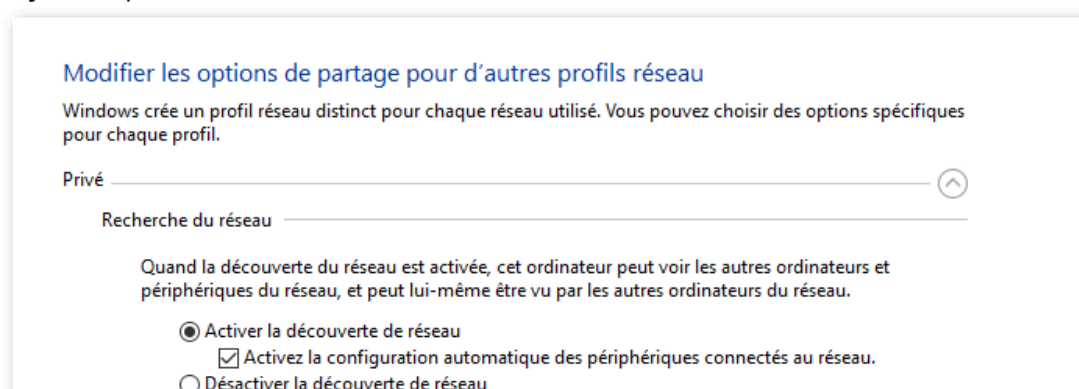 Modifier les options de partage pour d'autres profils réseau
Windows crée un profil réseau distinct pour chaque réseau utilisé. Vous pouvez choisir des options spécifiques
pour chaque profil.
Privé
Recherche du réseau
Quand la découverte du réseau est activée, cet ordinateur peut voir les autres ordinateurs et
périphériques du réseau, et peut lui-même être vu par les autres ordinateurs du réseau.
Activer la découverte de réseau
Activez la configuration automatique des périphériques connectés au réseau.
Désactiver la découverte de réseau